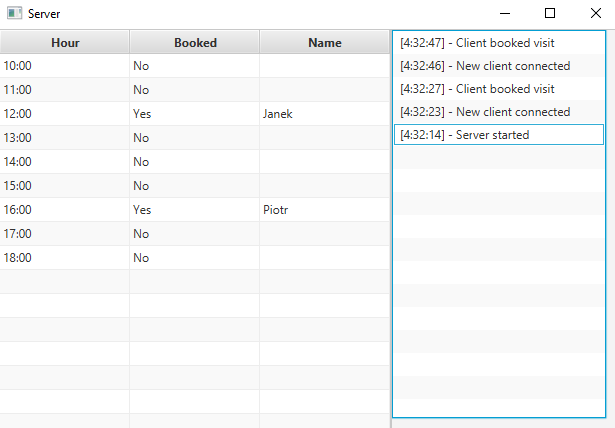 Server
Hour Booked Name
10:00 No
11:00 No
12:00 Yes Janek
13:00 No
14:00 No
15:00 No
16:00 Yes Piotr
17:00 No
18:00 No
[4:32:47] - Client booked visit
[4:32:46] - New client connected
[4:32:27] - Client booked visit
[4:32:23] - New client connected
[4:32:14] - Server started